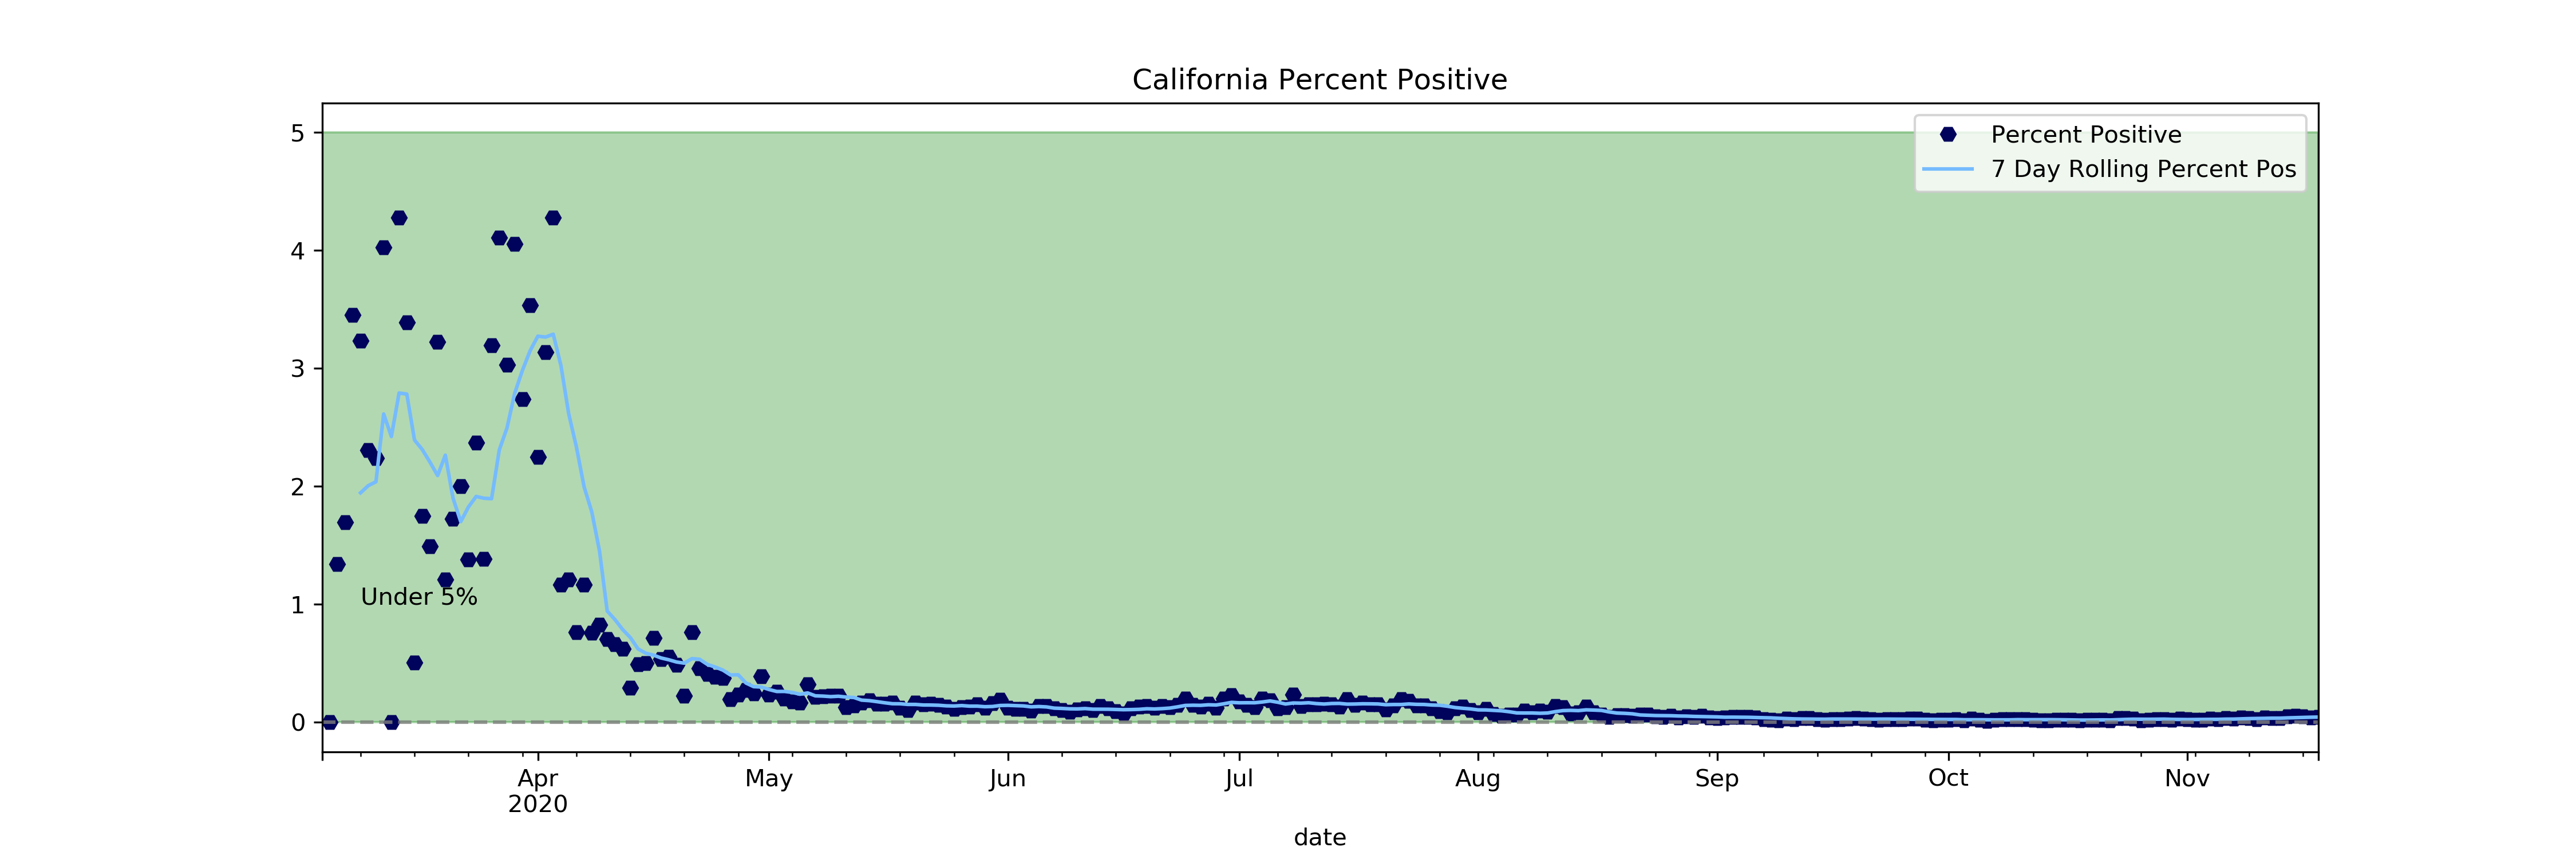 California Percent Positive
5
4
3
2
1
0
Percent Positive
7 Day Rolling Percent Pos
Under 5%
Apr
2020
May
Jun
Jul
Aug
Sep
Oct
Nov
date